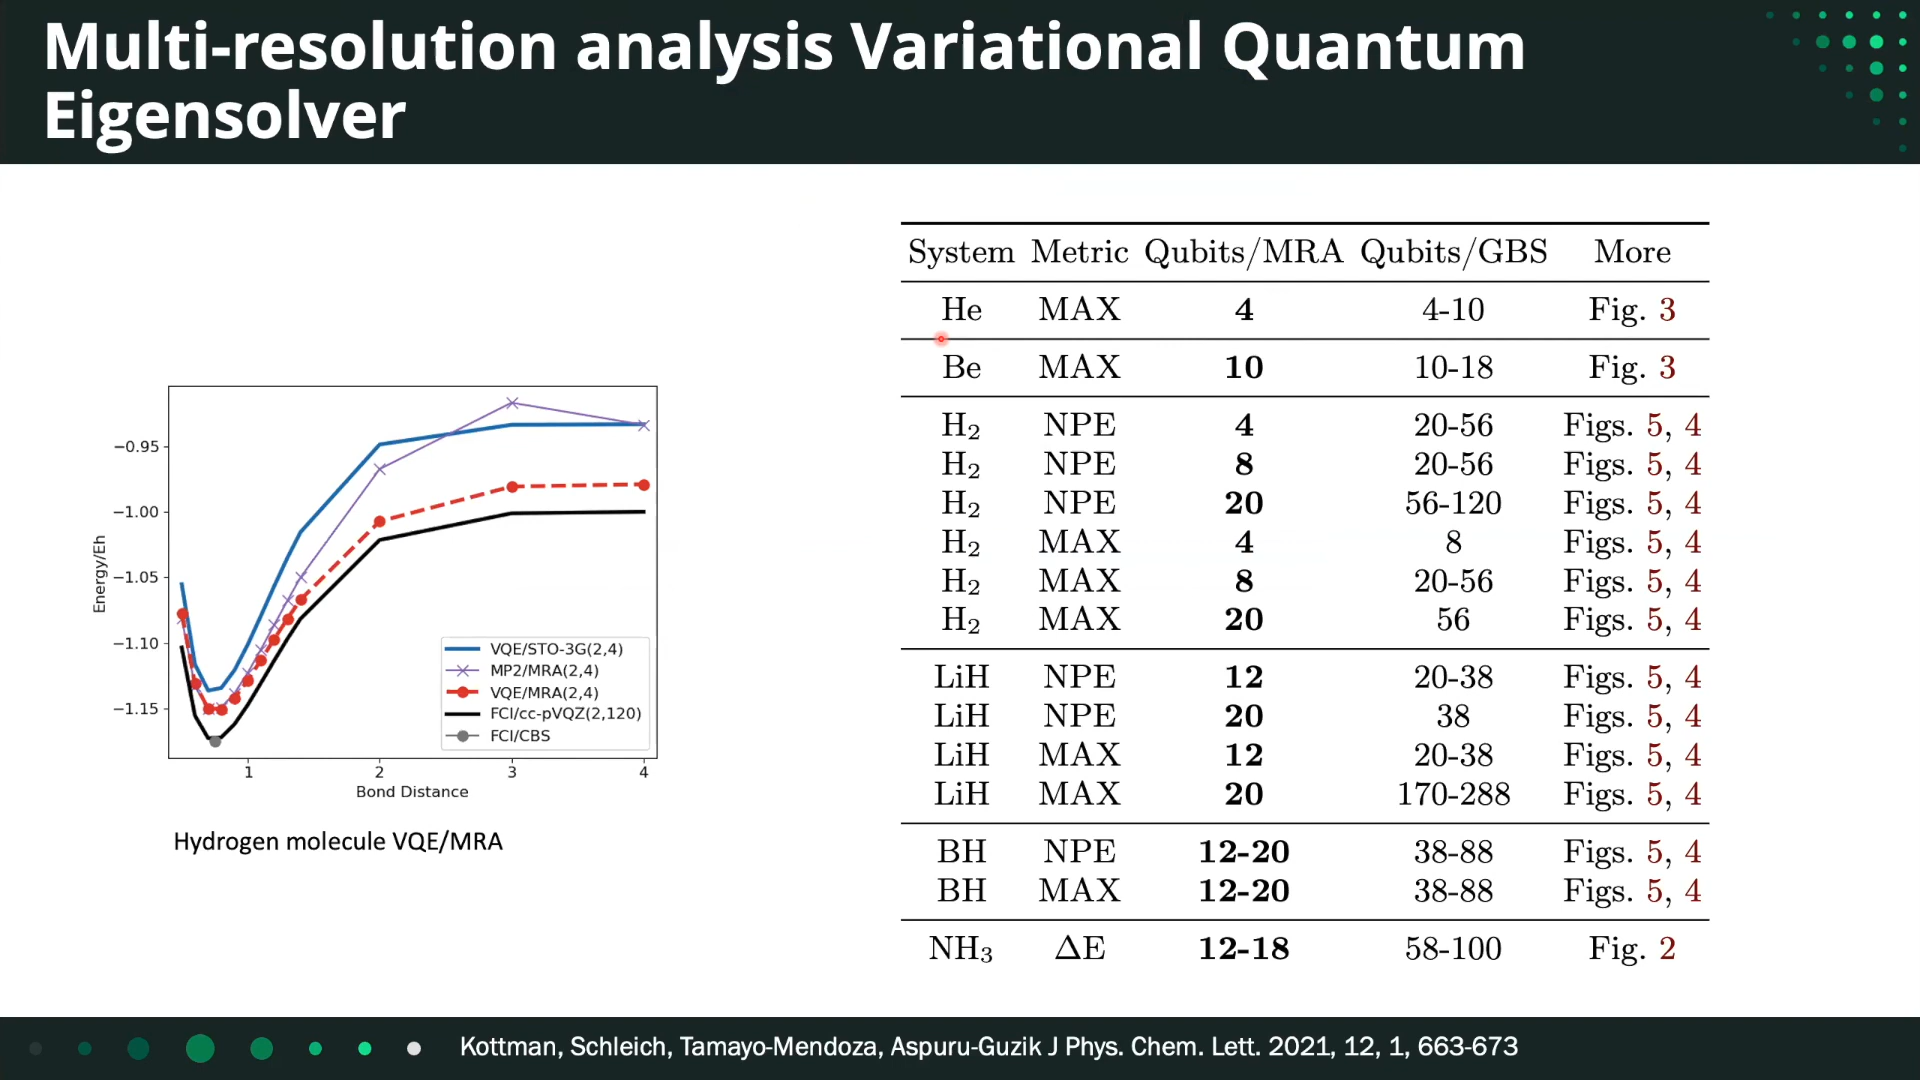 Multi-resolution analysis Variational Quantum
Eigensolver
−0.95
−1.00
−1.05
−1.10
−1.15
Energy/Eh
1 2 3 4
Bond Distance
VQE/STO-3G(2,4)
MP2/MRA(2,4)
VQE/MRA(2,4)
FCI/cc-pVQZ(2,120)
FCI/CBS
Hydrogen molecule VQE/MRA
System Metric Qubits/MRA Qubits/GBS More
He MAX 4 4-10 Fig. 3
Be MAX 10 10-18 Fig. 3
H₂ NPE 4 20-56 Figs. 5, 4
H₂ NPE 8 20-56 Figs. 5, 4
H₂ NPE 20 56-120 Figs. 5, 4
H₂ MAX 4 8 Figs. 5, 4
H₂ MAX 8 20-56 Figs. 5, 4
H₂ MAX 20 56 Figs. 5, 4
LiH NPE 12 20-38 Figs. 5, 4
LiH NPE 20 38 Figs. 5, 4
LiH MAX 12 20-38 Figs. 5, 4
LiH MAX 20 170-288 Figs. 5, 4
BH NPE 12-20 38-88 Figs. 5, 4
BH MAX 12-20 38-88 Figs. 5, 4
NH₃ ΔE 12-18 58-100 Fig. 2
Kottman, Schleich, Tamayo-Mendoza, Aspuru-Guzik J Phys. Chem. Lett. 2021, 12, 1, 663-673